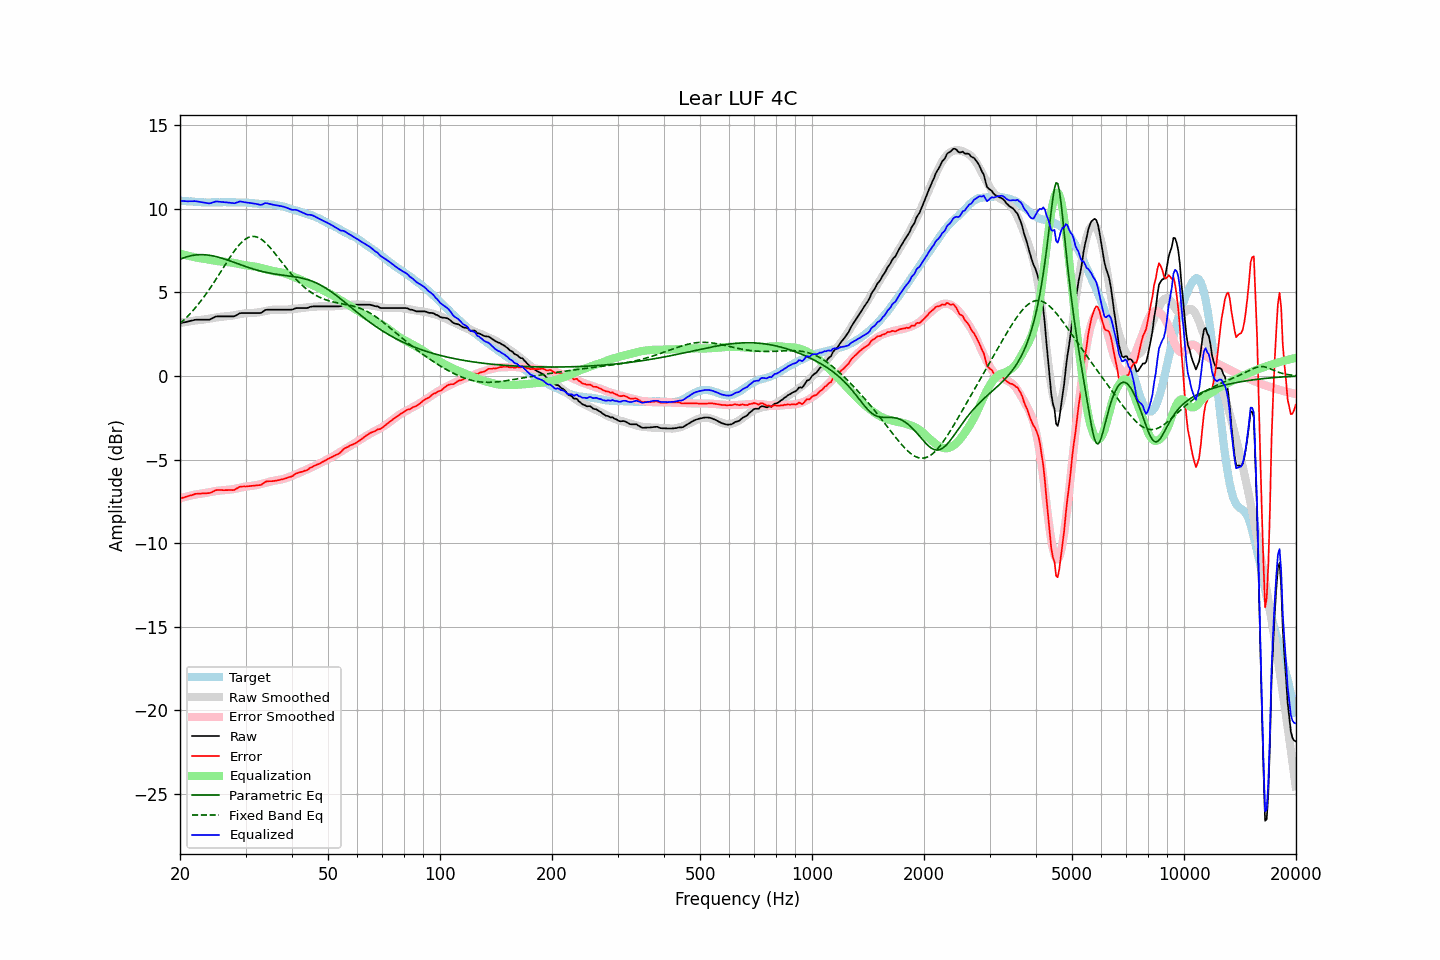 Lear LUF 4C
15
10
5
0
−5
−10
−15
−20
−25
Amplitude (dBr)
Target
Raw Smoothed
Error Smoothed
Raw
Error
Equalization
Parametric Eq
Fixed Band Eq
Equalized
20 50 100 200 500 1000 2000 5000 10000 20000
Frequency (Hz)